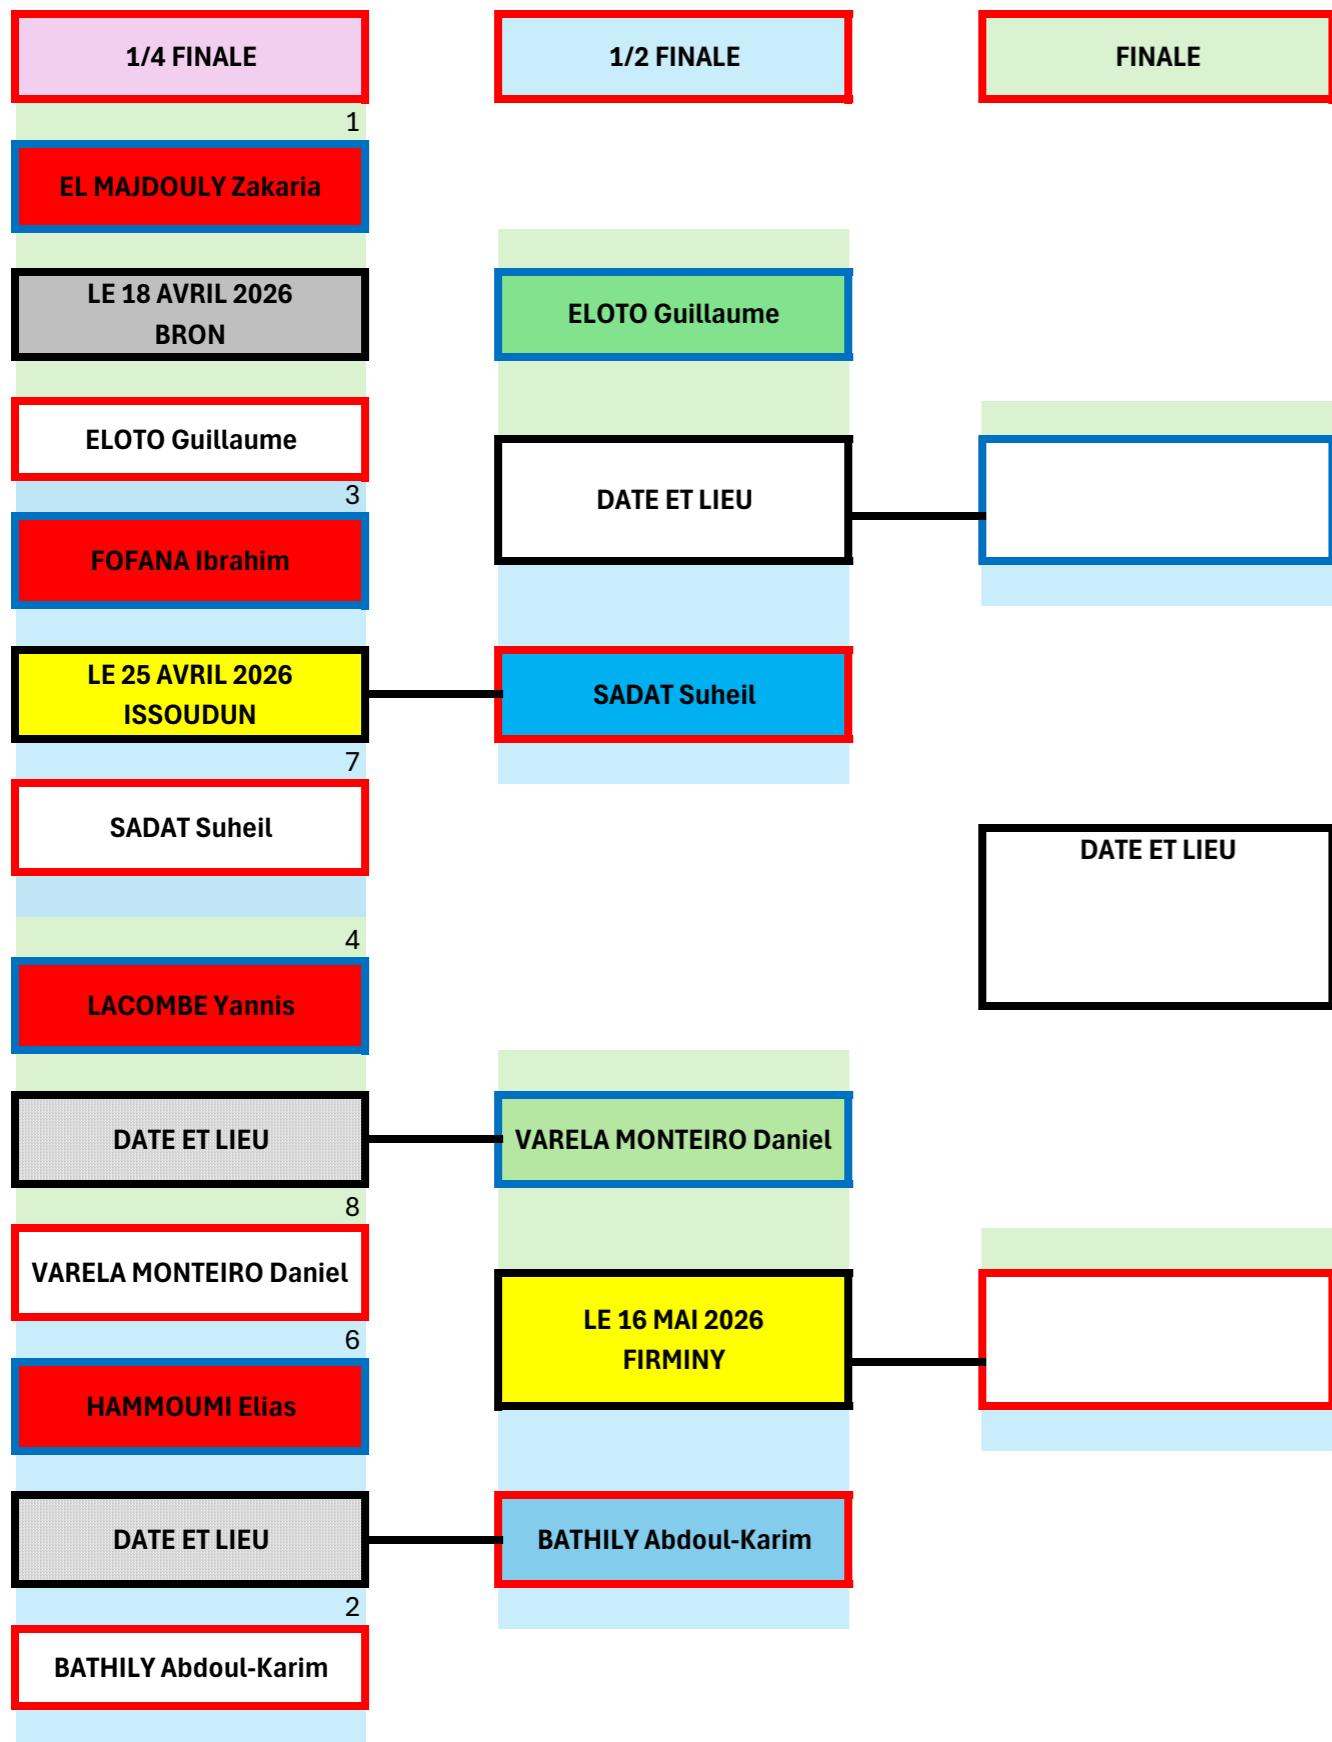 1/4 FINALE
1/2 FINALE
FINALE
1
EL MAJDOULY Zakaria
LE 18 AVRIL 2026
BRON
ELOTO Guillaume
3
FOFANA Ibrahim
LE 25 AVRIL 2026
ISSOUDUN
7
SADAT Suheil
4
LACOMBE Yannis
DATE ET LIEU
8
VARELA MONTEIRO Daniel
6
HAMMOUMI Elias
DATE ET LIEU
2
BATHILY Abdoul-Karim
ELOTO Guillaume
DATE ET LIEU
SADAT Suheil
VARELA MONTEIRO Daniel
LE 16 MAI 2026
FIRMINY
BATHILY Abdoul-Karim
DATE ET LIEU